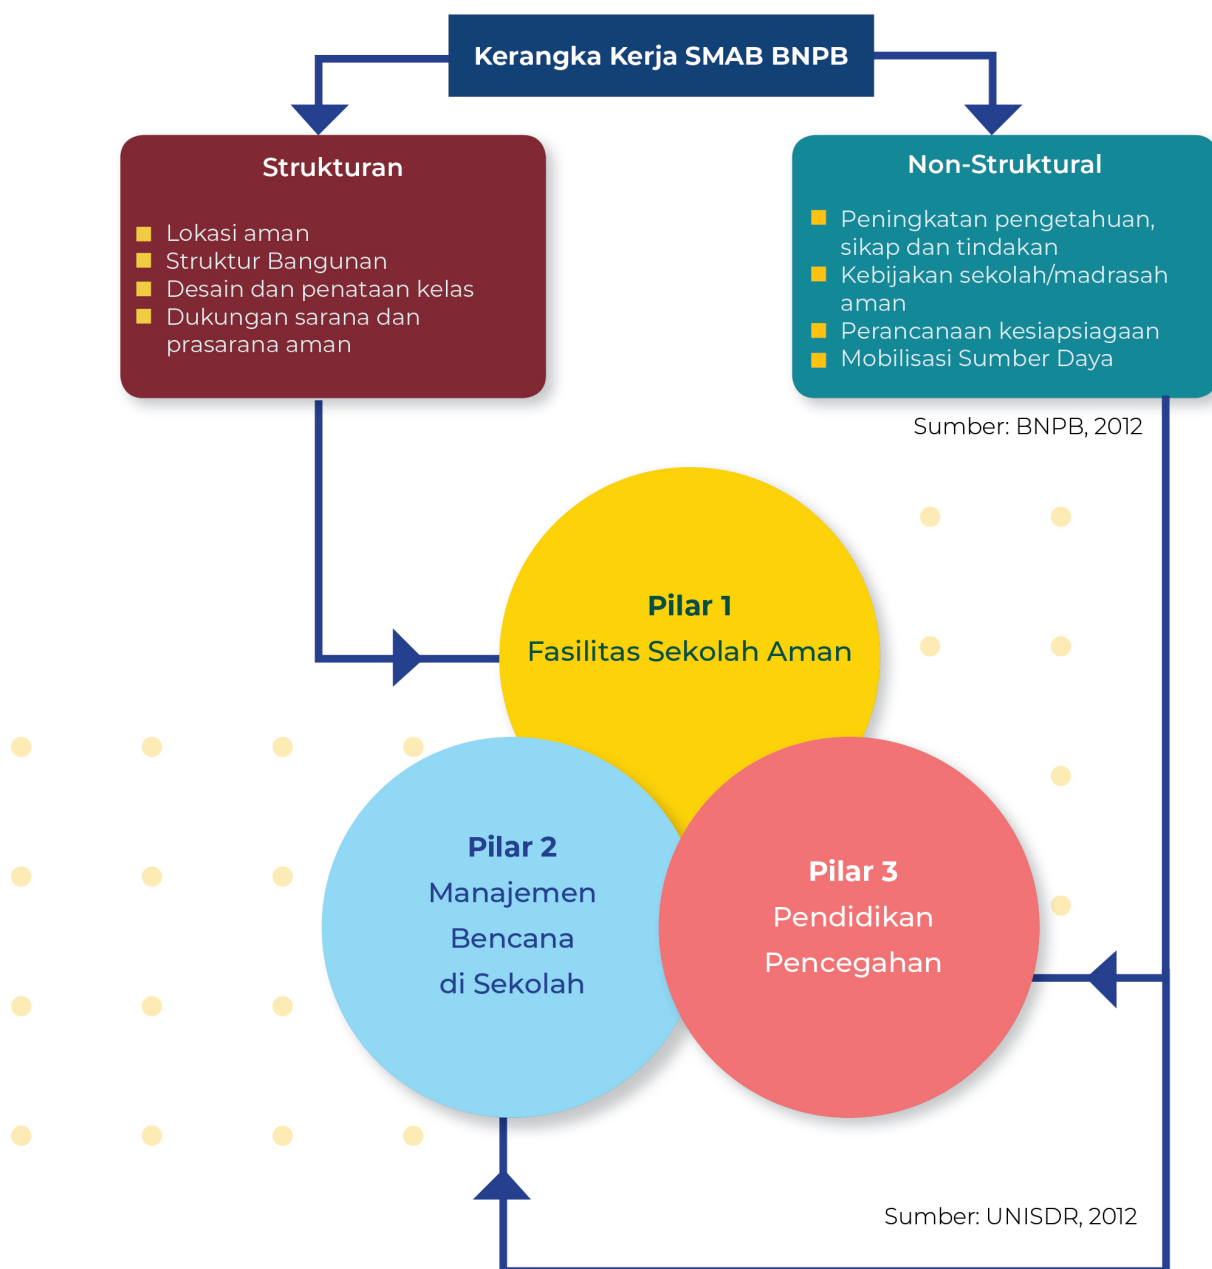 Kerangka Kerja SMAB BNPB
Strukturan
Lokasi aman
Struktur Bangunan
Desain dan penataan kelas
Dukungan sarana dan
prasarana aman
Non-Struktural
Peningkatan pengetahuan,
sikap dan tindakan
Kebijakan sekolah/madrasah
aman
Perancanaan kesiapsiagaan
Mobilisasi Sumber Daya
Sumber: BNPB, 2012
Pilar 1
Fasilitas Sekolah Aman
Pilar 2
Manajemen
Bencana
di Sekolah
Pilar 3
Pendidikan
Pencegahan
Sumber: UNISDR, 2012